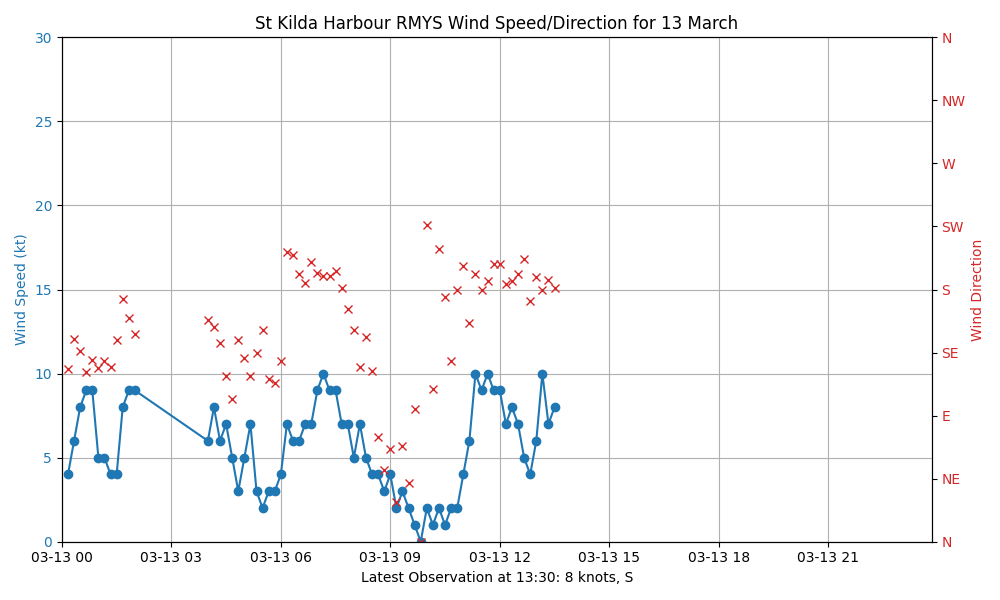 St Kilda Harbour RMYS Wind Speed/Direction for 13 March
Wind Speed (kt)
30
25
20
15
10
5
0
N
NW
W
SW
S
SE
E
NE
N
Wind Direction
03-13 00 03-13 03 03-13 06 03-13 09 03-13 12 03-13 15 03-13 18 03-13 21
Latest Observation at 13:30: 8 knots, S